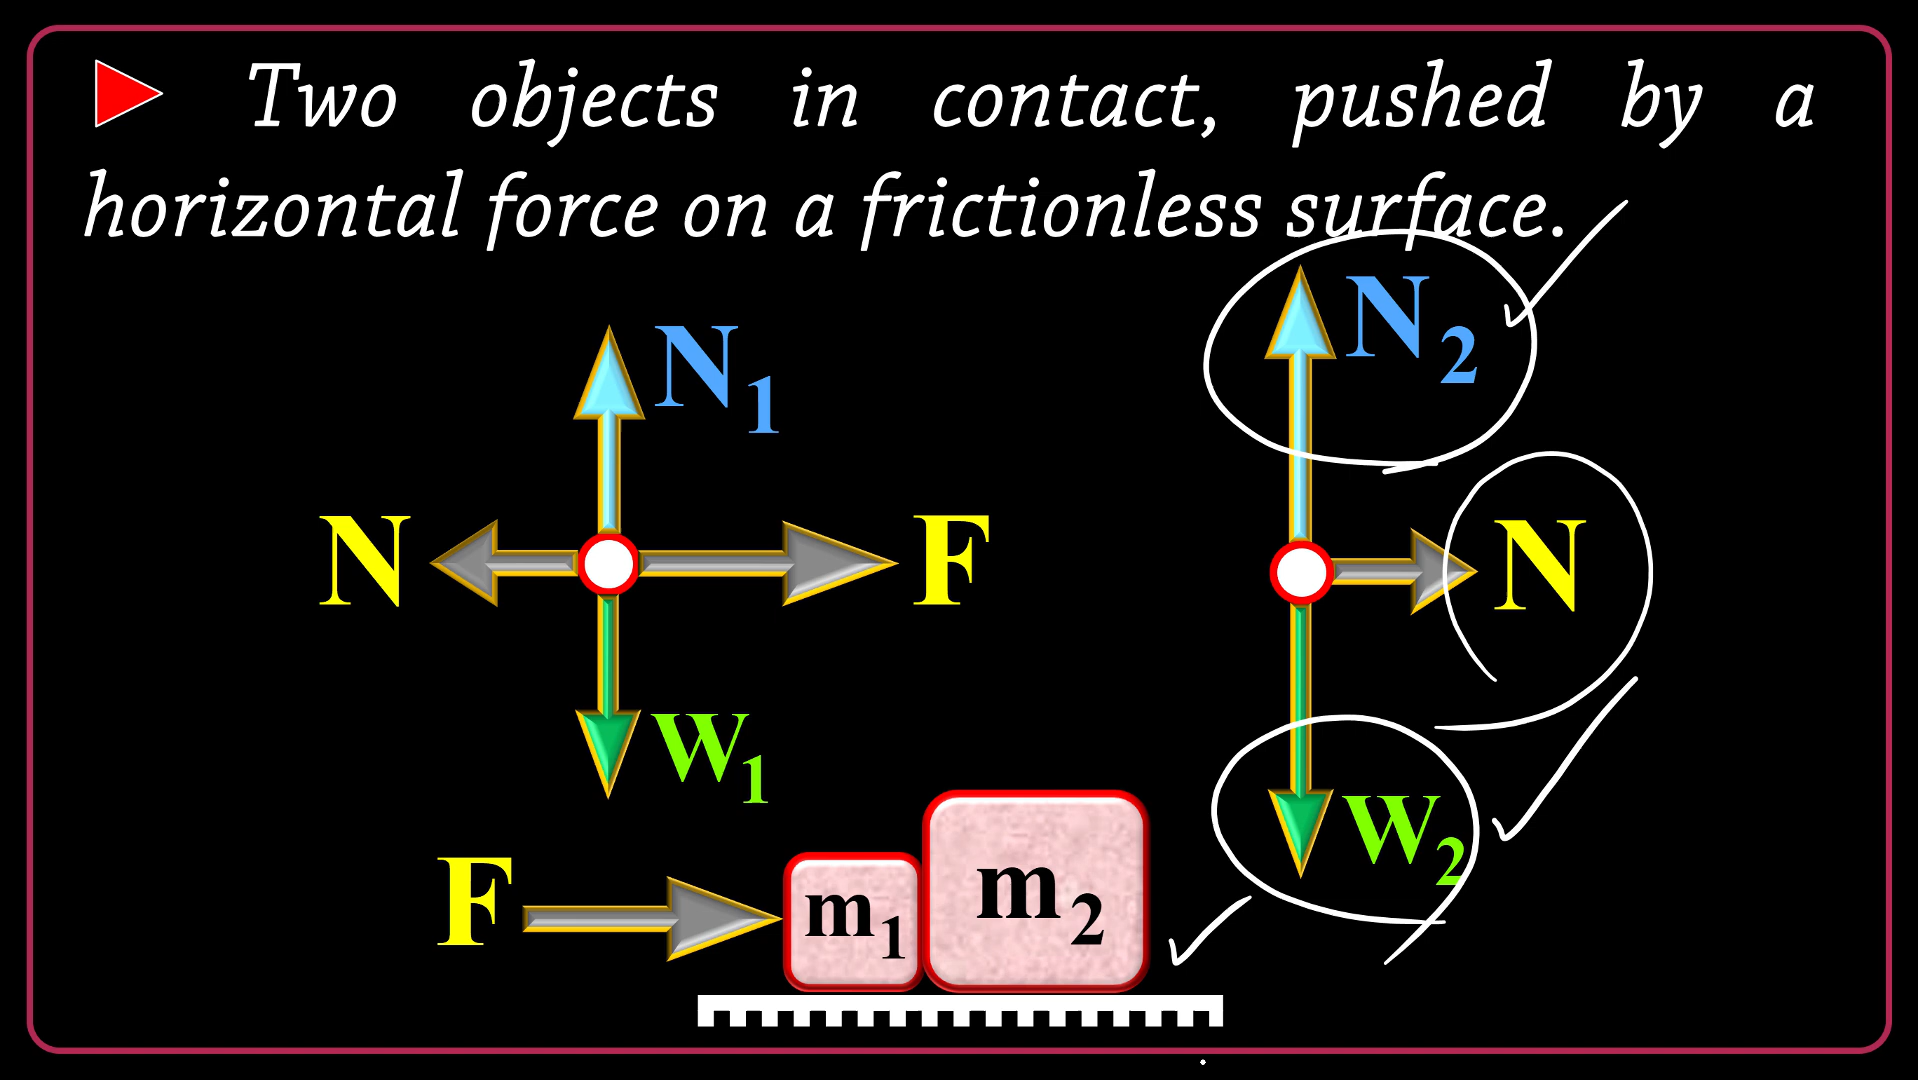 Two objects in contact, pushed by a
horizontal force on a frictionless surface.
N₁
N
F
W₁
N₂
N
W₂
F
m₁
m₂